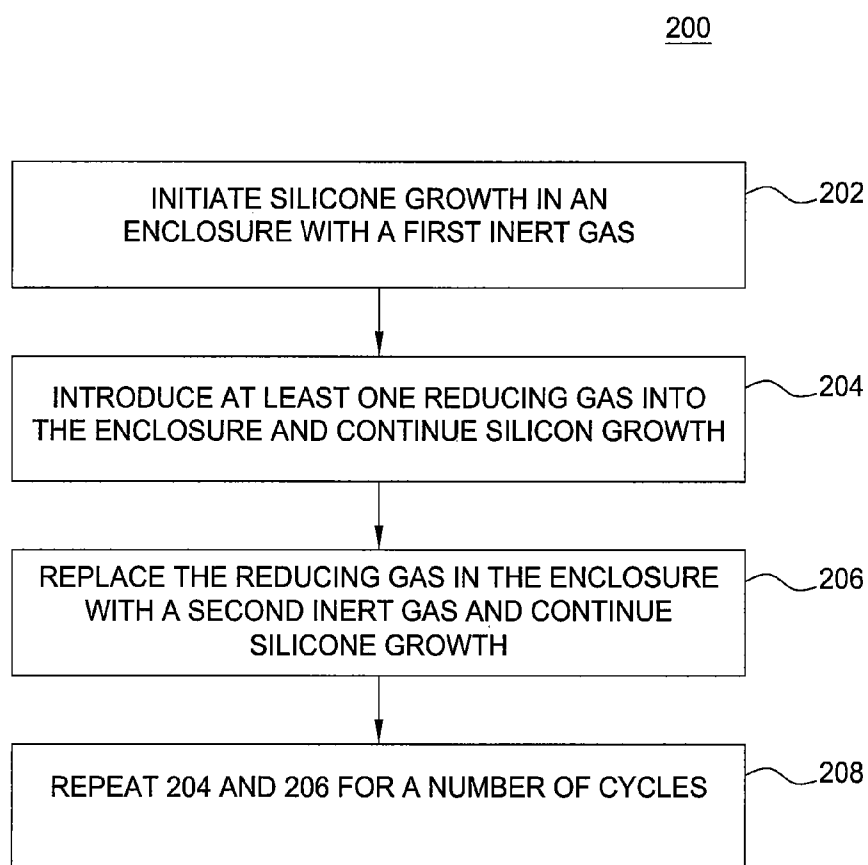 200
INITIATE SILICONE GROWTH IN AN
ENCLOSURE WITH A FIRST INERT GAS
202
INTRODUCE AT LEAST ONE REDUCING GAS INTO
THE ENCLOSURE AND CONTINUE SILICON GROWTH
204
REPLACE THE REDUCING GAS IN THE ENCLOSURE
WITH A SECOND INERT GAS AND CONTINUE
SILICONE GROWTH
206
REPEAT 204 AND 206 FOR A NUMBER OF CYCLES
208